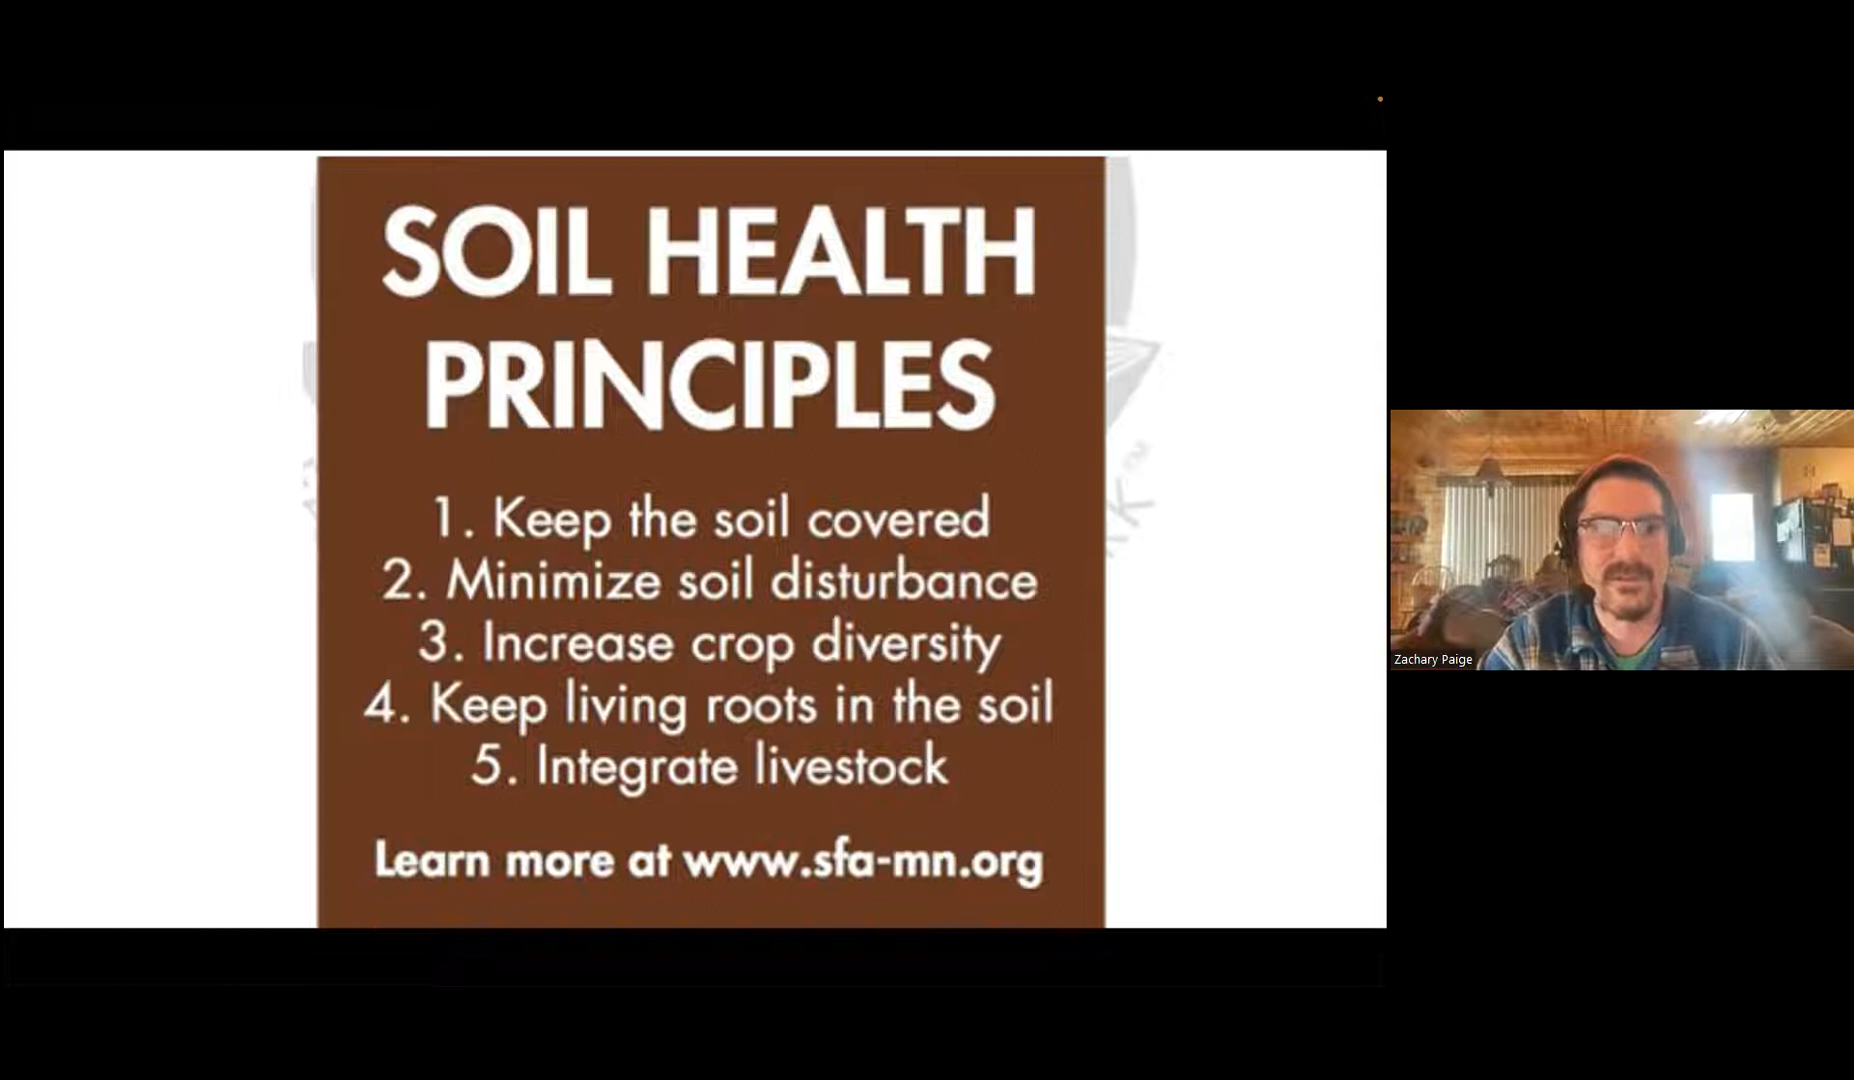 SOIL HEALTH
PRINCIPLES
1. Keep the soil covered
2. Minimize soil disturbance
3. Increase crop diversity
4. Keep living roots in the soil
5. Integrate livestock
Learn more at www.sfa-mn.org
Zachary Paige